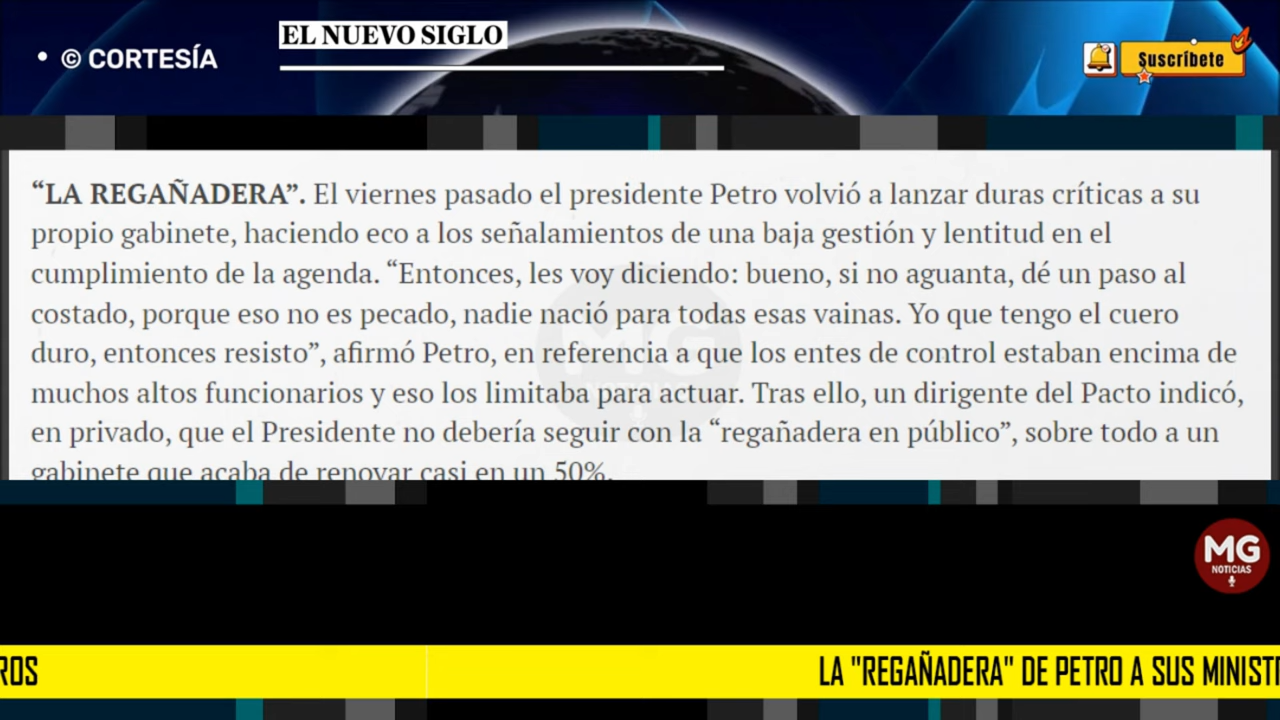 EL NUEVO SIGLO
• © CORTESÍA
Suscríbete
“LA REGAÑADERA”. El viernes pasado el presidente Petro volvió a lanzar duras críticas a su
propio gabinete, haciendo eco a los señalamientos de una baja gestión y lentitud en el
cumplimiento de la agenda. “Entonces, les voy diciendo: bueno, si no aguanta, dé un paso al
costado, porque eso no es pecado, nadie nació para todas esas vainas. Yo que tengo el cuero
duro, entonces resisto”, afirmó Petro, en referencia a que los entes de control estaban encima de
muchos altos funcionarios y eso los limitaba para actuar. Tras ello, un dirigente del Pacto indicó,
en privado, que el Presidente no debería seguir con la “regañadera en público”, sobre todo a un
gabinete que acaba de renovar casi en un 50%.
MG
NOTICIAS
MG
NOTICIAS
ROS
LA "REGAÑADERA" DE PETRO A SUS MINIST